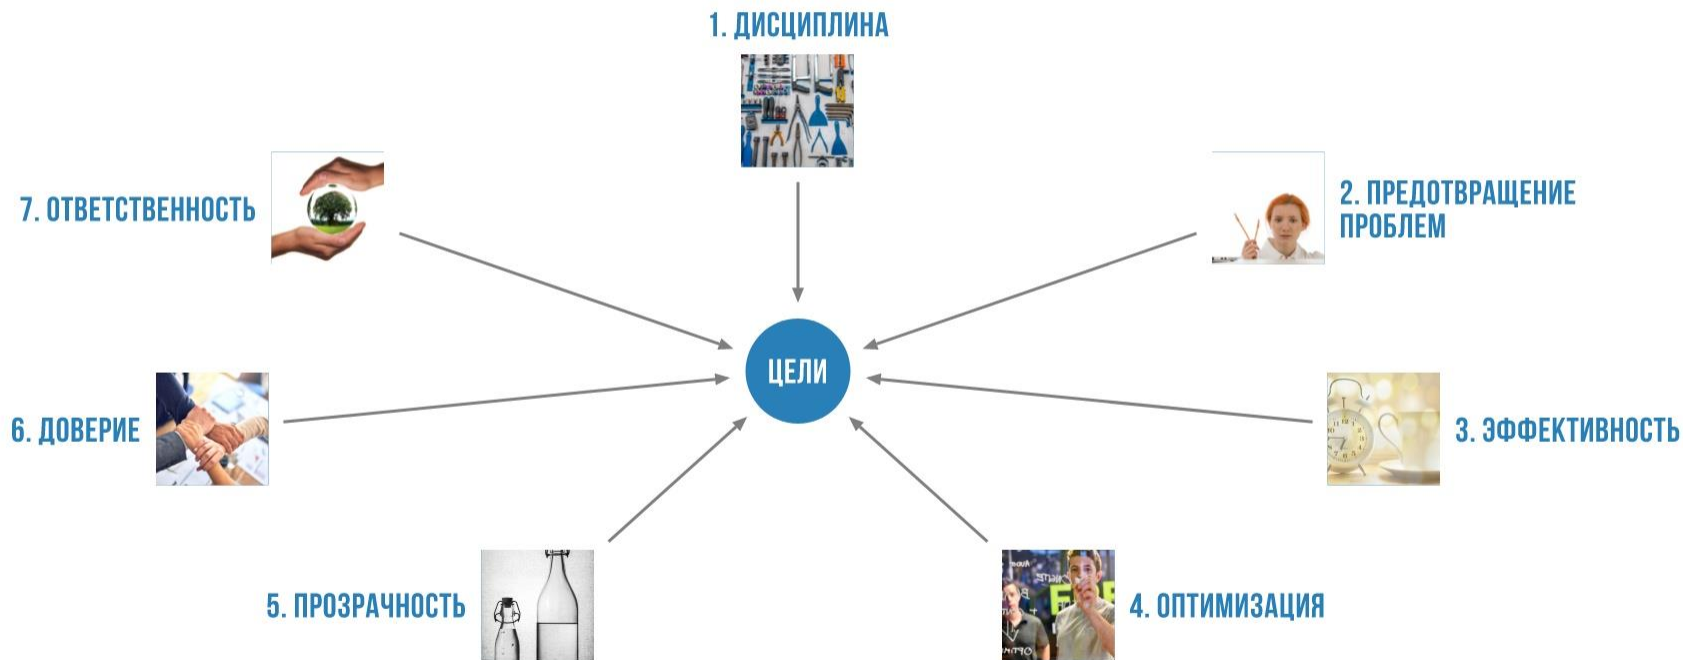 1. ДИСЦИПЛИНА
7. ОТВЕТСТВЕННОСТЬ
2. ПРЕДОТВРАЩЕНИЕ
ПРОБЛЕМ
ЦЕЛИ
6. ДОВЕРИЕ
3. ЭФФЕКТИВНОСТЬ
5. ПРОЗРАЧНОСТЬ
4. ОПТИМИЗАЦИЯ